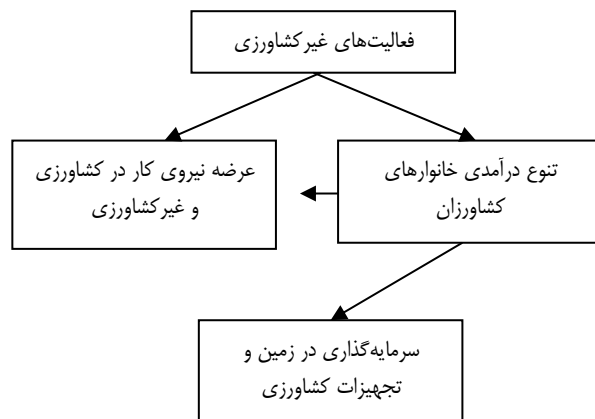 فعالیت‌های غیرکشاورزی
تنوع درآمدی خانوارهای
کشاورزان
عرضه نیروی کار در کشاورزی
و غیرکشاورزی
سرمایه‌گذاری در زمین و
تجهیزات کشاورزی